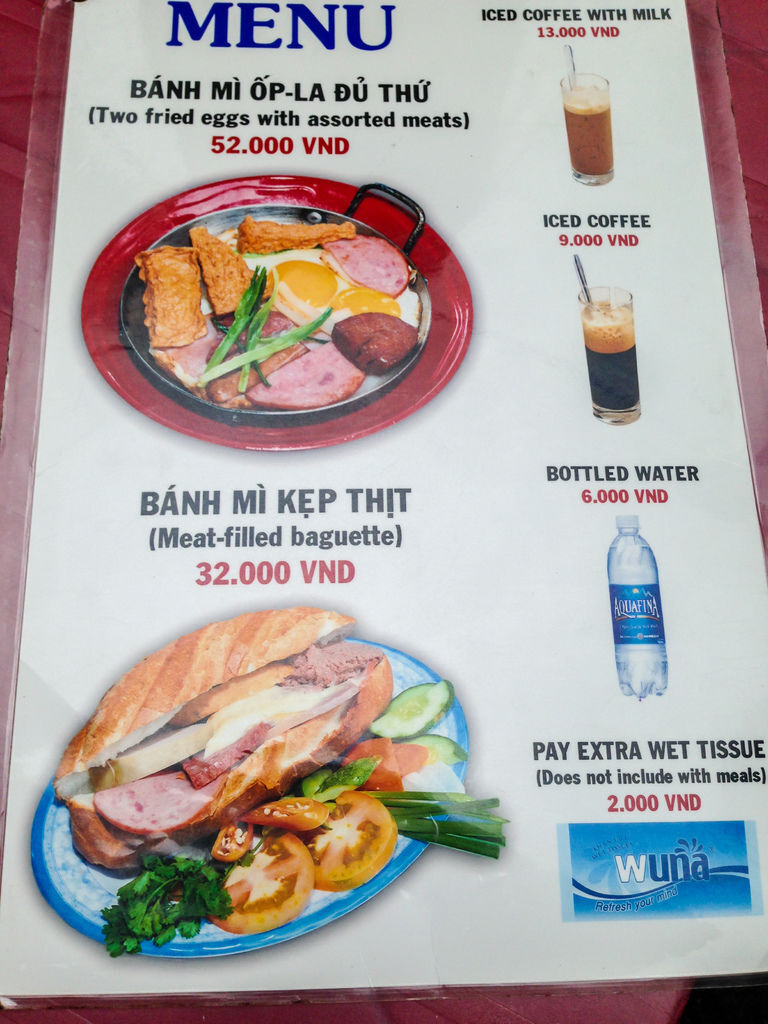 MENU
BÁNH MÌ ỐP-LA ĐỦ THỨ
(Two fried eggs with assorted meats)
52.000 VND
BÁNH MÌ KẸP THỊT
(Meat-filled baguette)
32.000 VND
ICED COFFEE WITH MILK
13.000 VND
ICED COFFEE
9.000 VND
BOTTLED WATER
6.000 VND
AQUAFINA
PAY EXTRA WET TISSUE
(Does not include with meals)
2.000 VND
wuna
Refresh your mind